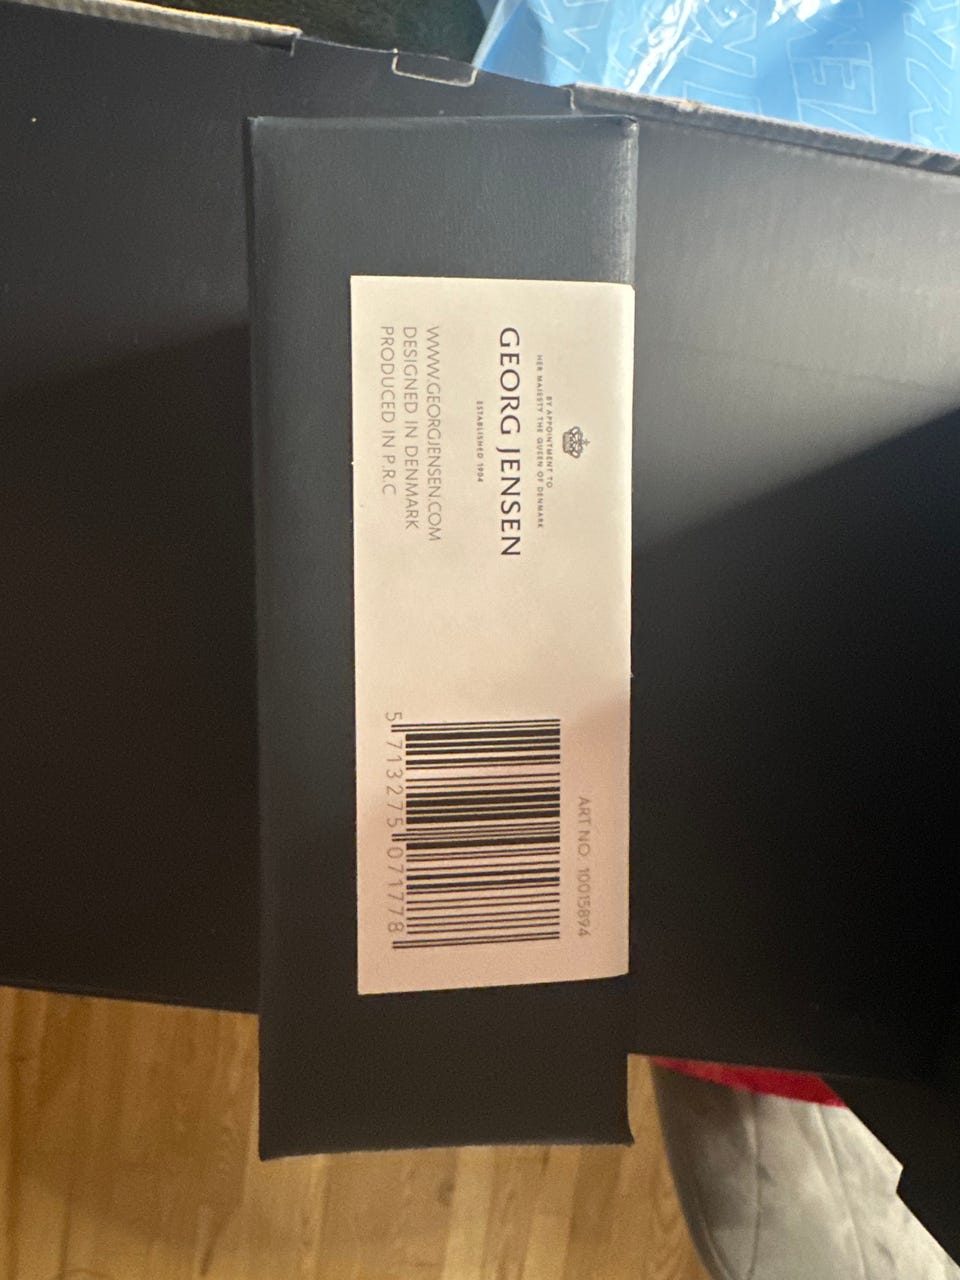 BY APPOINTMENT TO
HER MAJESTY THE QUEEN OF DENMARK
GEORG JENSEN
ESTABLISHED 1904
WWW.GEORGJENSEN.COM
DESIGNED IN DENMARK
PRODUCED IN P.R.C
ART NO: 10015894
5 713275 071778